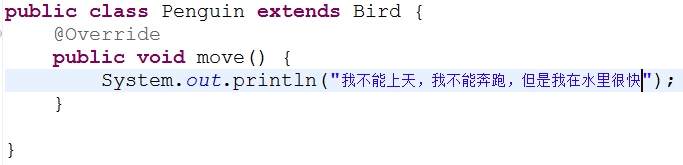 public class Penguin extends Bird {
@Override
public void move() {
System.out.println("我不能上天，我不能奔跑，但是我在水里很快");
}
}